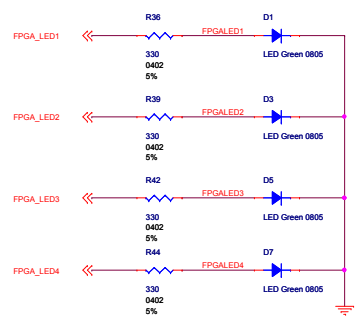 R36 D1
FPGA_LED1 FPGALED1
330 LED Green 0805
0402
5%
R39 D3
FPGA_LED2 FPGALED2
330 LED Green 0805
0402
5%
R42 D5
FPGA_LED3 FPGALED3
330 LED Green 0805
0402
5%
R44 D7
FPGA_LED4 FPGALED4
330 LED Green 0805
0402
5%